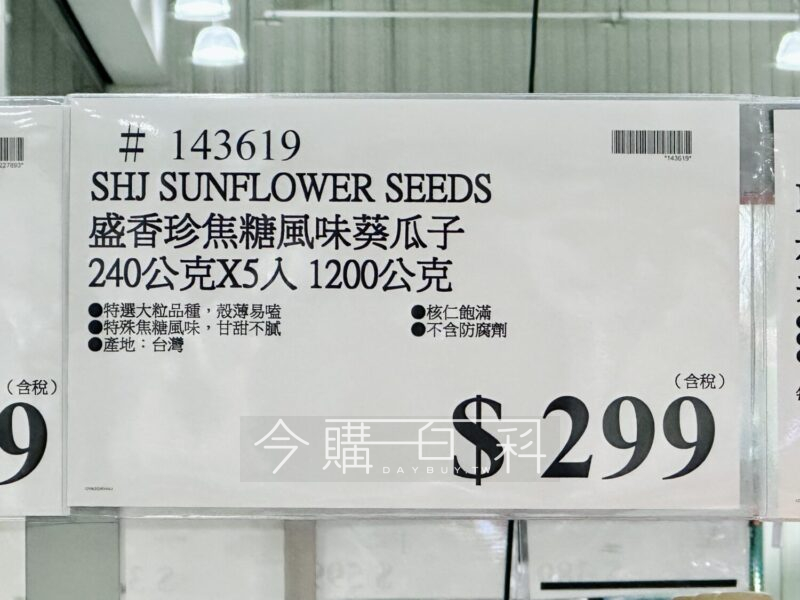 # 143619
*143619*
SHJ SUNFLOWER SEEDS
盛香珍焦糖風味葵瓜子
240公克X5入 1200公克
●特選大粒品種，殼薄易嗑
●核仁飽滿
●特殊焦糖風味，甘甜不膩
●不含防腐劑
●產地：台灣
（含稅）
$ 299
（含稅）
9
今購百科
DAYBUY.TW